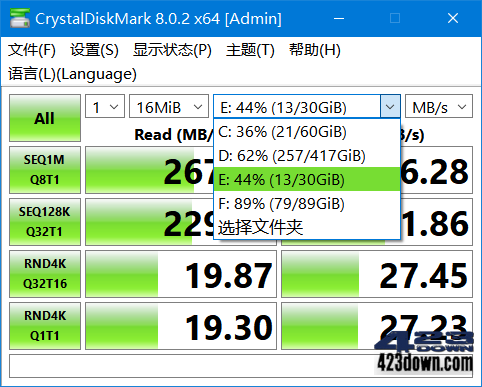 CrystalDiskMark 8.0.2 x64 [Admin]
文件(F) 设置(S) 显示状态(P) 主题(T) 帮助(H)
语言(L)(Language)
All 1 16MiB E: 44% (13/30GiB) MB/s
Read (MB/ B/s)
C: 36% (21/60GiB)
D: 62% (257/417GiB)
E: 44% (13/30GiB)
F: 89% (79/89GiB)
选择文件夹
SEQ1M
Q8T1
267 6.28
SEQ128K
Q32T1
229 1.86
RND4K
Q32T16
19.87 27.45
RND4K
Q1T1
19.30 27.23
423
DOWN
423down.com